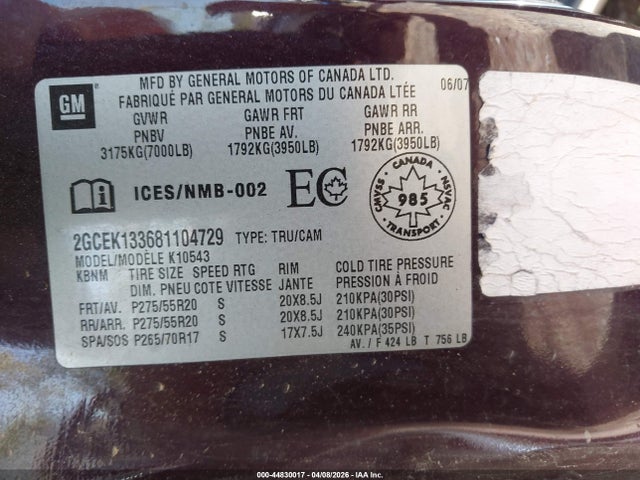 GM
MFD BY GENERAL MOTORS OF CANADA LTD.
06/07
FABRIQUÉ PAR GENERAL MOTORS DU CANADA LTÉE
GVWR GAWR FRT GAWR RR
PNBV PNBE AV. PNBE ARR.
3175KG(7000LB) 1792KG(3950LB) 1792KG(3950LB)
i ICES/NMB-002 EC
CANADA
CMVSS 985 NSVAC
TRANSPORT
2GCEK133681104729 TYPE: TRU/CAM
MODEL/MODÈLE K10543
KBNM TIRE SIZE SPEED RTG RIM COLD TIRE PRESSURE
DIM. PNEU COTE VITESSE JANTE PRESSION À FROID
FRT/AV. P275/55R20 S 20X8.5J 210KPA(30PSI)
RR/ARR. P275/55R20 S 20X8.5J 210KPA(30PSI)
SPA/SOS P265/70R17 S 17X7.5J 240KPA(35PSI)
AV. / F 424 LB T 756 LB
000-44830017 | 04/08/2026 - IAA Inc.